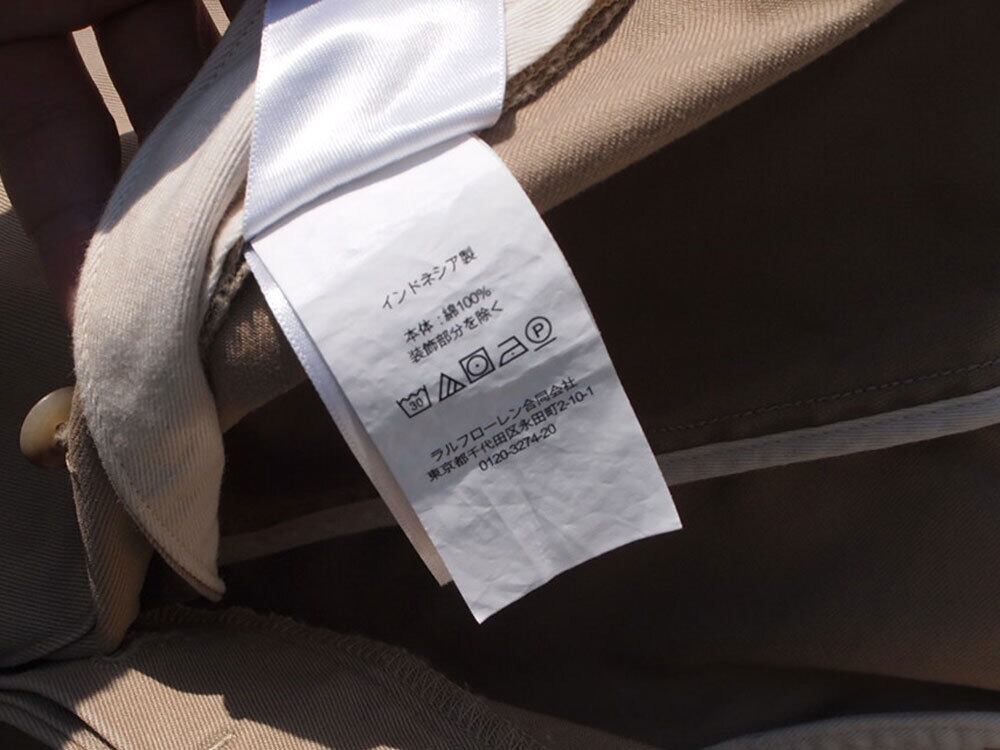 インドネシア製
本体:綿100%
装飾部分を除く
30 P
ラルフローレン合同会社
東京都千代田区永田町2-10-1
0120-3274-20